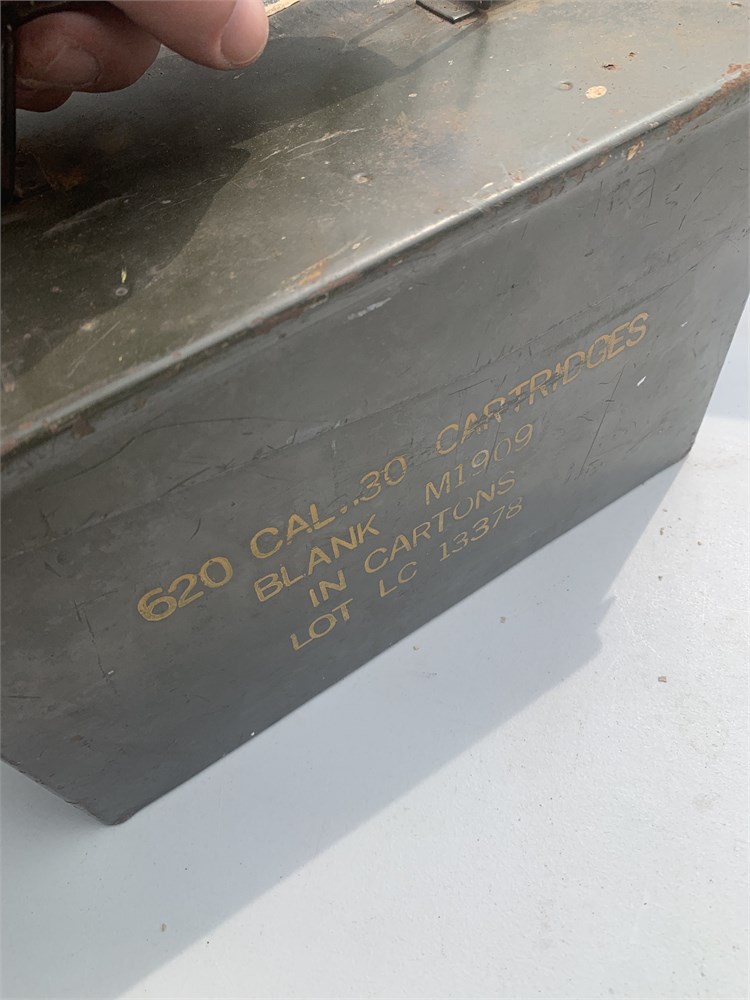 620 CAL..30 CARTRIDGES
BLANK M1909
IN CARTONS
LOT LC 13378